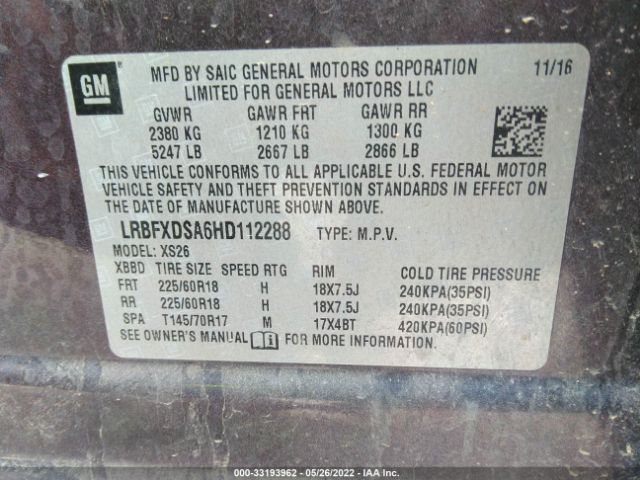 GM
MFD BY SAIC GENERAL MOTORS CORPORATION 11/16
LIMITED FOR GENERAL MOTORS LLC
GVWR GAWR FRT GAWR RR
2380 KG 1210 KG 1300 KG
5247 LB 2667 LB 2866 LB
THIS VEHICLE CONFORMS TO ALL APPLICABLE U.S. FEDERAL MOTOR
VEHICLE SAFETY AND THEFT PREVENTION STANDARDS IN EFFECT ON
THE DATE OF MANUFACTURE SHOWN ABOVE.
LRBFXDSA6HD112288 TYPE: M.P.V.
MODEL: XS26
XBBD TIRE SIZE SPEED RTG RIM COLD TIRE PRESSURE
FRT 225/60R18 H 18X7.5J 240KPA(35PSI)
RR 225/60R18 H 18X7.5J 240KPA(35PSI)
SPA T145/70R17 M 17X4BT 420KPA(60PSI)
SEE OWNER'S MANUAL FOR MORE INFORMATION.
000-33193962 - 05/26/2022 - IAA Inc.